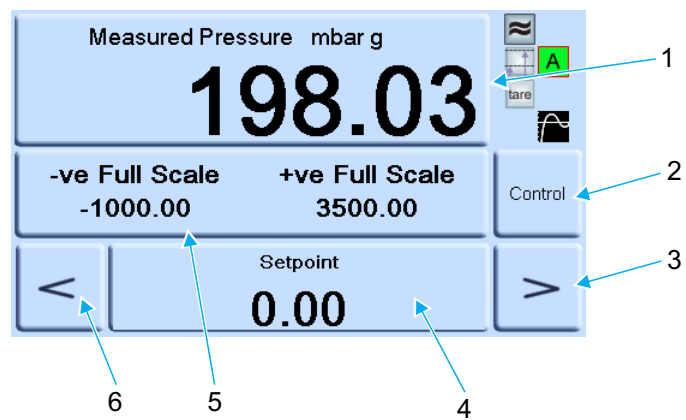 Measured Pressure mbar g
198.03
≈
A
tare
1
-ve Full Scale +ve Full Scale
-1000.00 3500.00
Control
2
<
Setpoint
0.00
>
3
6
5
4